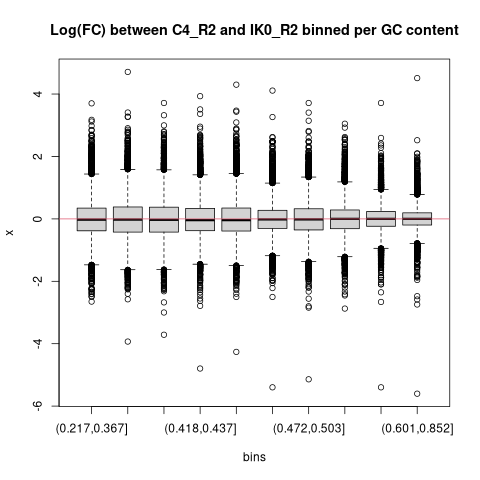 Log(FC) between C4_R2 and IK0_R2 binned per GC content
4
2
0
-2
-4
-6
x
(0.217,0.367] (0.418,0.437] (0.472,0.503] (0.601,0.852]
bins